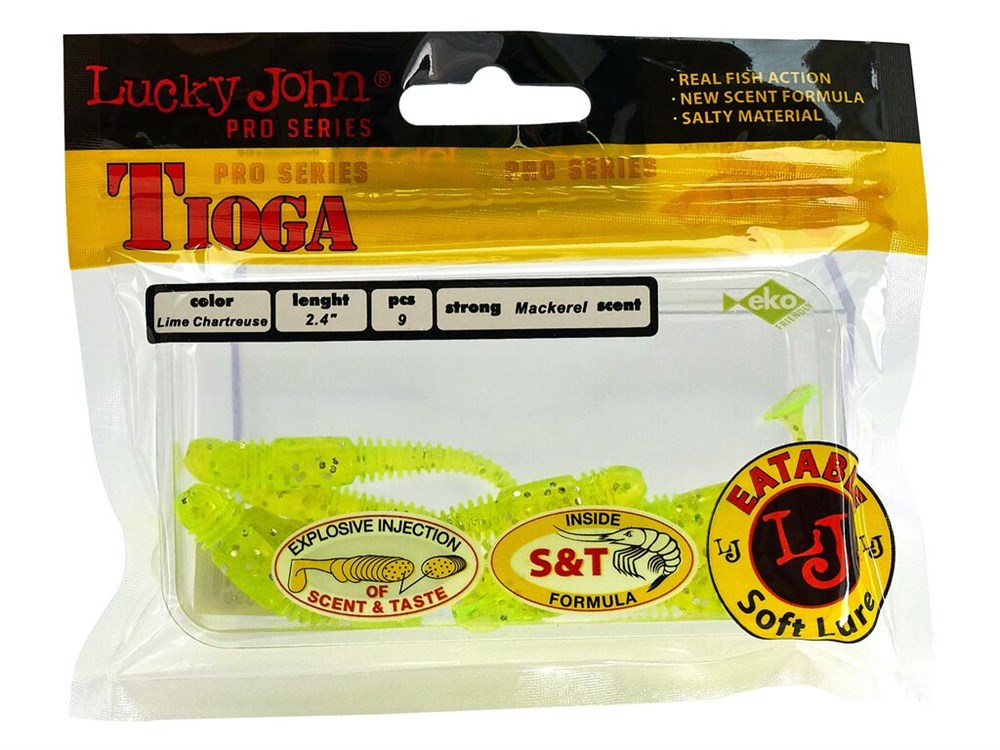 Lucky John®
PRO SERIES
· REAL FISH ACTION
· NEW SCENT FORMULA
· SALTY MATERIAL
PRO SERIES PRO SERIES
TIOGA
color
Lime Chartreuse
lenght
2.4"
pcs
9
strong Mackerel scent
eko
FRIENDLY
EXPLOSIVE INJECTION
OF
SCENT & TASTE
INSIDE
S&T
FORMULA
EATABLE
LJ
LJ
LJ
Soft Lure